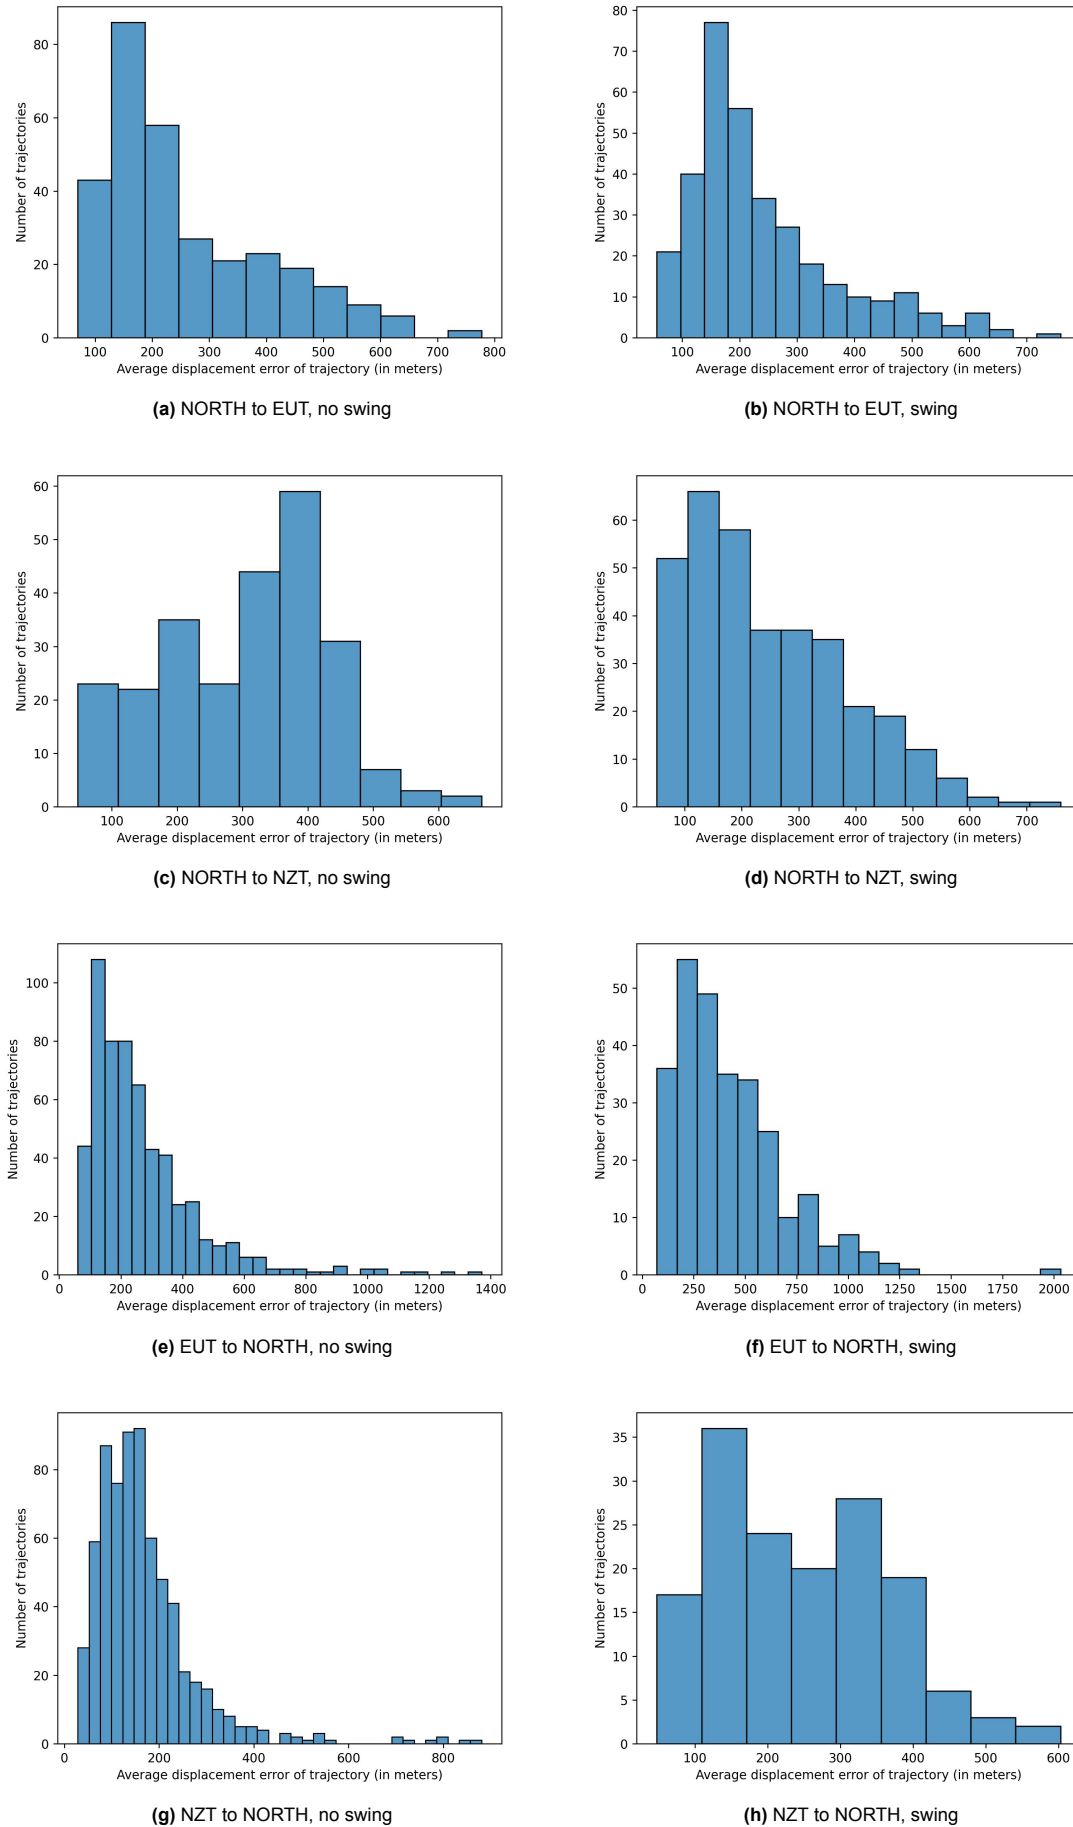 80
60
40
20
0
100 200 300 400 500 600 700 800
Number of trajectories
Average displacement error of trajectory (in meters)
(a) NORTH to EUT, no swing
80
70
60
50
40
30
20
10
0
100 200 300 400 500 600 700
Number of trajectories
Average displacement error of trajectory (in meters)
(b) NORTH to EUT, swing
60
50
40
30
20
10
0
100 200 300 400 500 600
Number of trajectories
Average displacement error of trajectory (in meters)
(c) NORTH to NZT, no swing
60
50
40
30
20
10
0
100 200 300 400 500 600 700
Number of trajectories
Average displacement error of trajectory (in meters)
(d) NORTH to NZT, swing
100
80
60
40
20
0
0 200 400 600 800 1000 1200 1400
Number of trajectories
Average displacement error of trajectory (in meters)
(e) EUT to NORTH, no swing
50
40
30
20
10
0
0 250 500 750 1000 1250 1500 1750 2000
Number of trajectories
Average displacement error of trajectory (in meters)
(f) EUT to NORTH, swing
80
60
40
20
0
0 200 400 600 800
Number of trajectories
Average displacement error of trajectory (in meters)
(g) NZT to NORTH, no swing
35
30
25
20
15
10
5
0
100 200 300 400 500 600
Number of trajectories
Average displacement error of trajectory (in meters)
(h) NZT to NORTH, swing